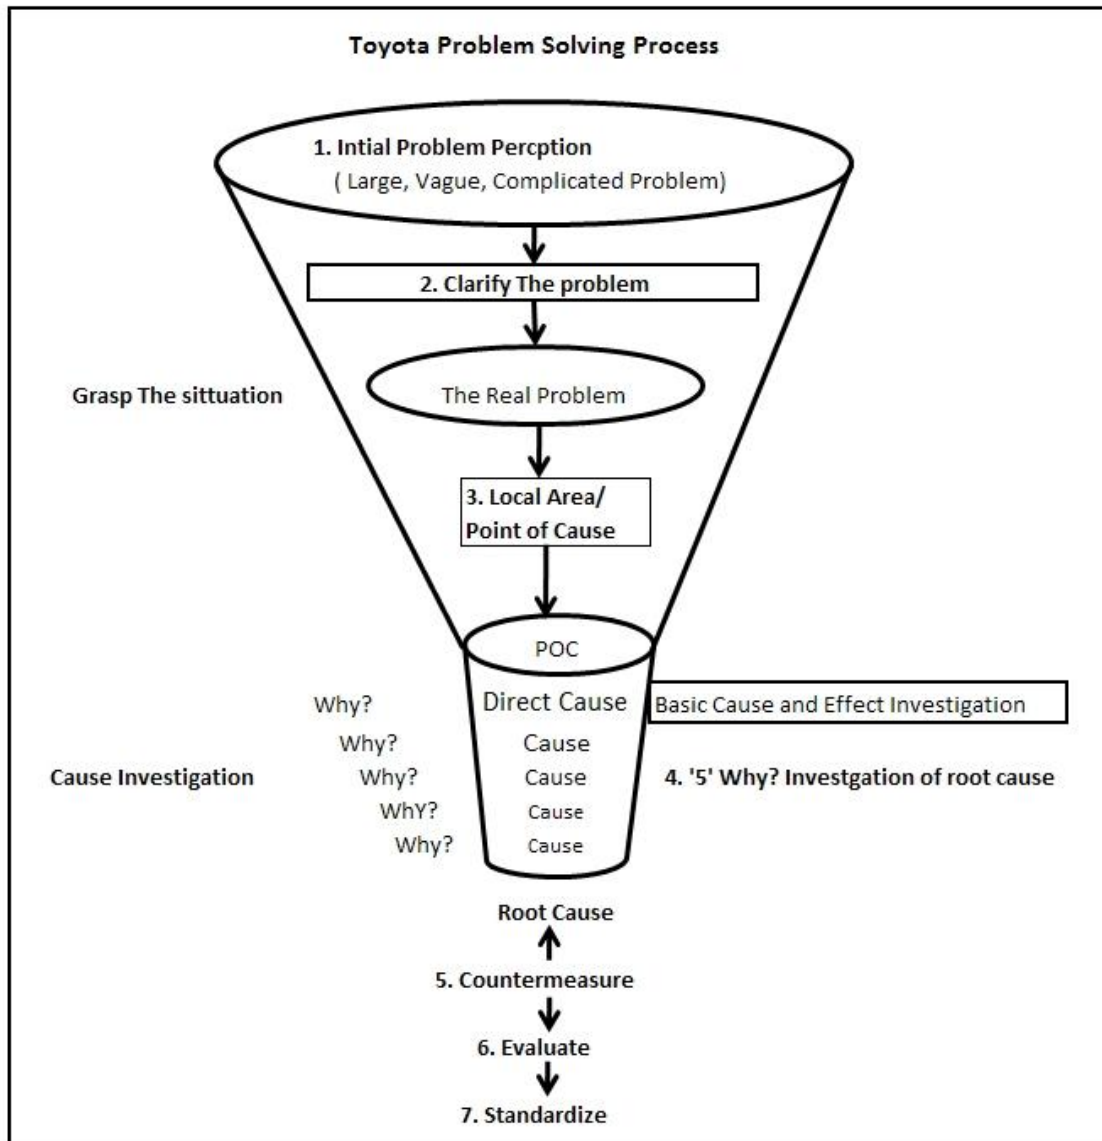 Toyota Problem Solving Process
1. Intial Problem Percption
( Large, Vague, Complicated Problem)
2. Clarify The problem
Grasp The sittuation
The Real Problem
3. Local Area/
Point of Cause
POC
Why?
Direct Cause
Basic Cause and Effect Investigation
Why?
Cause
Cause Investigation
Why?
Cause
4. '5' Why? Investgation of root cause
WhY?
Cause
Why?
Cause
Root Cause
5. Countermeasure
6. Evaluate
7. Standardize